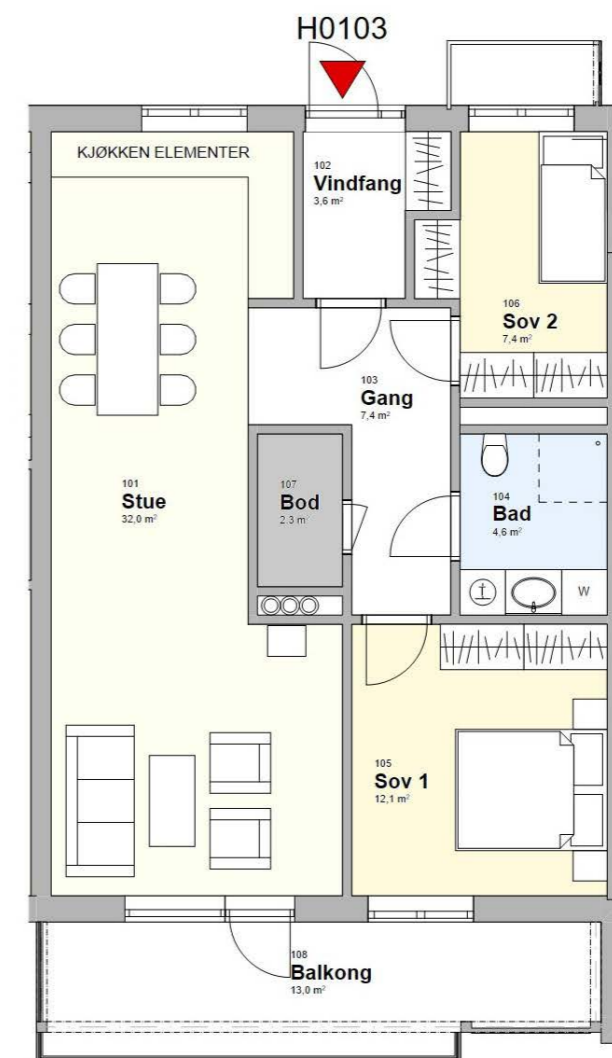 H0103
KJØKKEN ELEMENTER
102
Vindfang
3,6 m²
106
Sov 2
7,4 m²
103
Gang
7,4 m²
101
Stue
32,0 m²
107
Bod
2.3 m
104
Bad
4,6 m²
W
105
Sov 1
12,1 m²
108
Balkong
13,0 m²